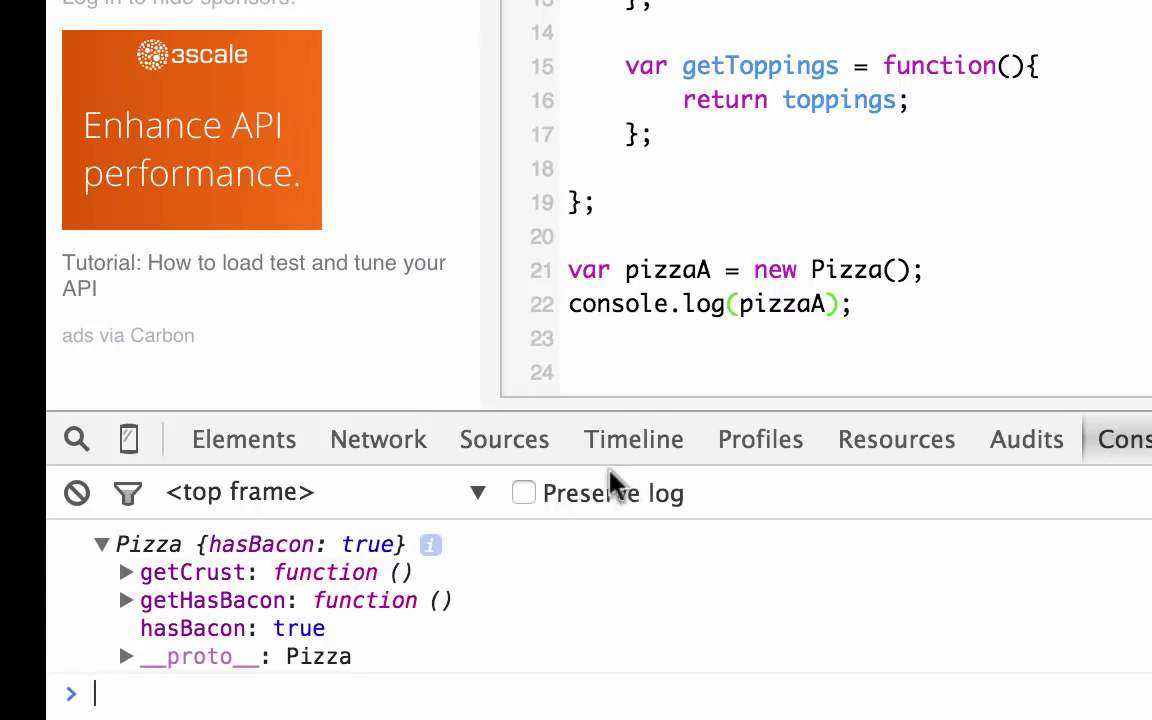 Log in to hide sponsors.
3scale
Enhance API
performance.
Tutorial: How to load test and tune your
API
ads via Carbon
13 };
14
15 var getToppings = function(){
16 return toppings;
17 };
18
19 };
20
21 var pizzaA = new Pizza();
22 console.log(pizzaA);
23
24
Elements Network Sources Timeline Profiles Resources Audits Cons
<top frame> ▼ Preserve log
▼ Pizza {hasBacon: true} i
▶ getCrust: function ()
▶ getHasBacon: function ()
hasBacon: true
▶ __proto__: Pizza
>